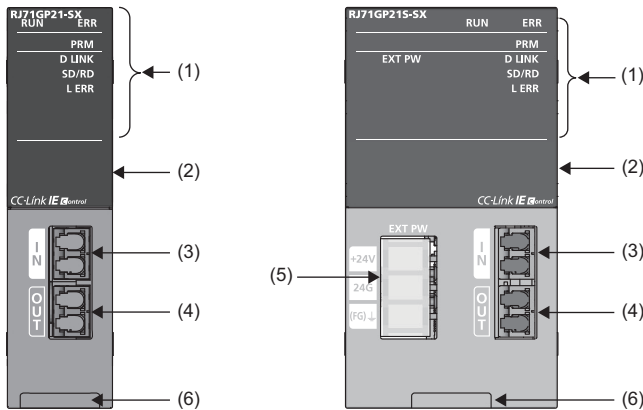 RJ71GP21-SX
RUN ERR
PRM
D LINK
SD/RD
L ERR
(1)
(2)
CC-Link IE Control
IN
(3)
OUT
(4)
(6)
RJ71GP21S-SX
RUN ERR
PRM
EXT PW D LINK
SD/RD
L ERR
(1)
(2)
CC-Link IE Control
EXT PW
+24V
24G
(FG)↓
(5)
IN
(3)
OUT
(4)
(6)